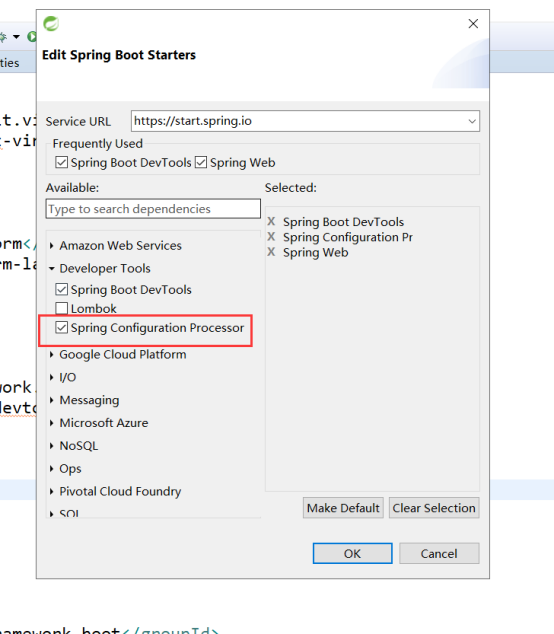 ties
Edit Spring Boot Starters
Service URL https://start.spring.io
Frequently Used
Spring Boot DevTools Spring Web
Available: Selected:
Type to search dependencies
Amazon Web Services
Developer Tools
Spring Boot DevTools
Lombok
Spring Configuration Processor
Google Cloud Platform
I/O
Messaging
Microsoft Azure
NoSQL
Ops
Pivotal Cloud Foundry
SQL
X Spring Boot DevTools
X Spring Configuration Pr
X Spring Web
Make Default Clear Selection
OK Cancel
lt.vi
t-vir
orm</
rm-la
work.
devto
amework.boot</groupId>